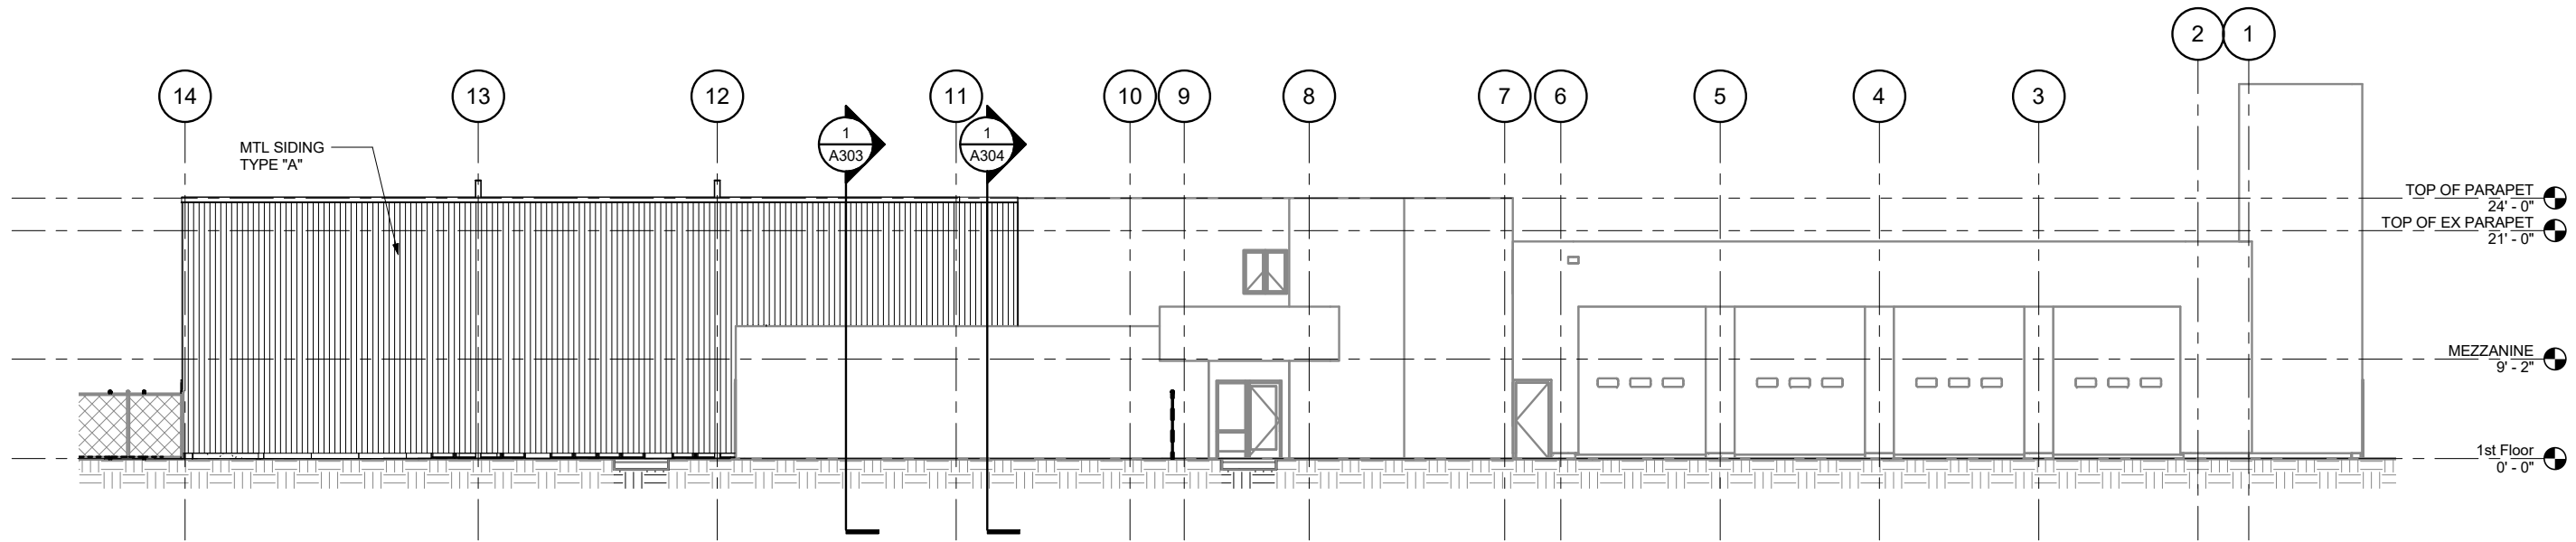 2
1
14
13
12
11
10
9
8
7
6
5
4
3
1
A303
1
A304
MTL SIDING
TYPE "A"
TOP OF PARAPET
24' - 0"
TOP OF EX PARAPET
21' - 0"
MEZZANINE
9' - 2"
1st Floor
0' - 0"